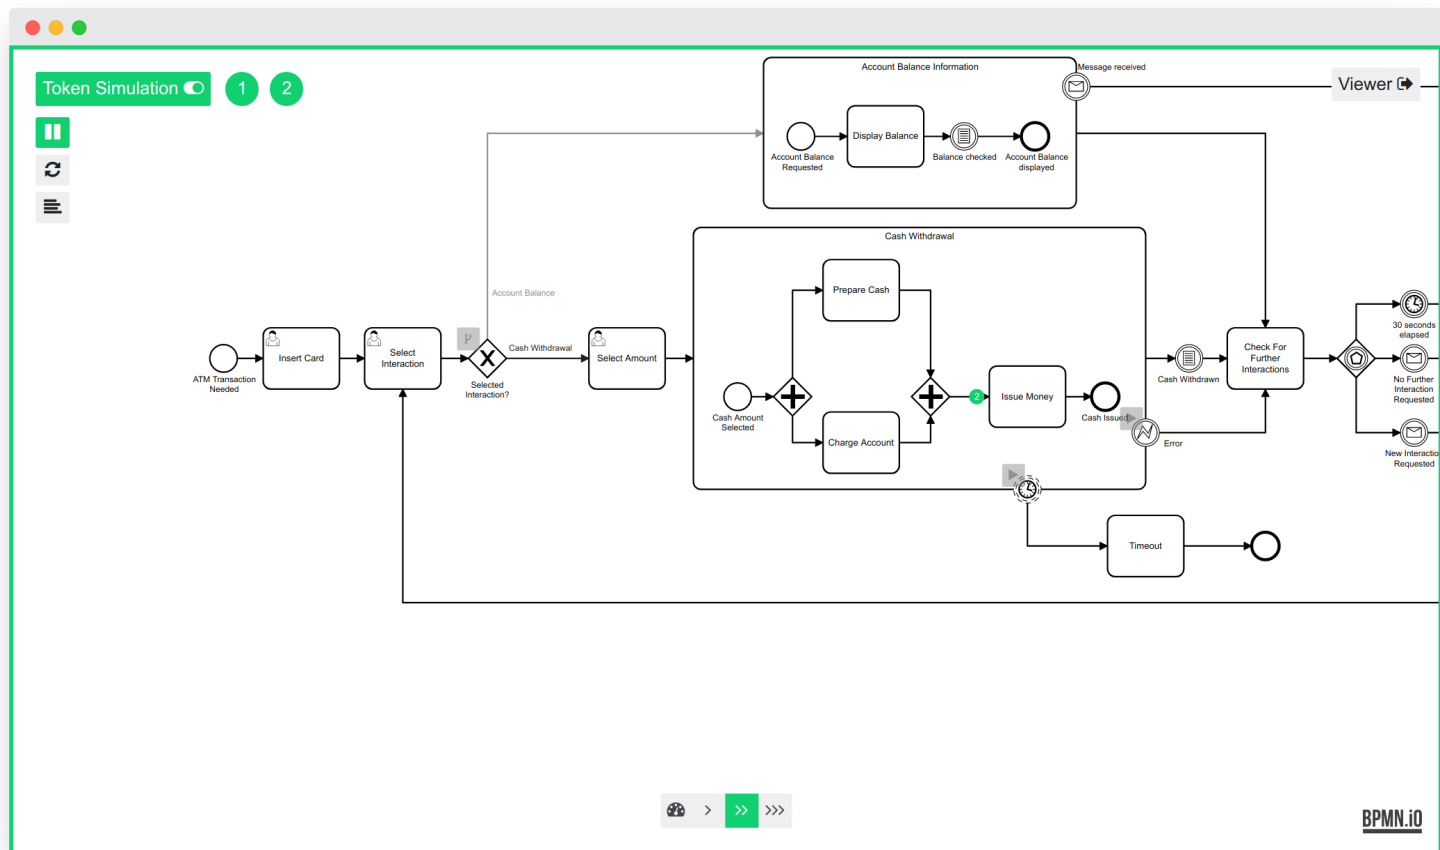 Token Simulation
1
2
Viewer
Account Balance Information
Message received
Display Balance
Account Balance
Requested
Balance checked
Account Balance
displayed
Cash Withdrawal
Account Balance
Prepare Cash
Insert Card
Select
Interaction
Cash Withdrawal
Select Amount
ATM Transaction
Needed
Selected
Interaction?
Cash Amount
Selected
2
Issue Money
Cash Issued
Charge Account
Error
Cash Withdrawn
Check For
Further
Interactions
30 seconds
elapsed
No Further
Interaction
Requested
New Interactio
Requested
Timeout
BPMN.iO